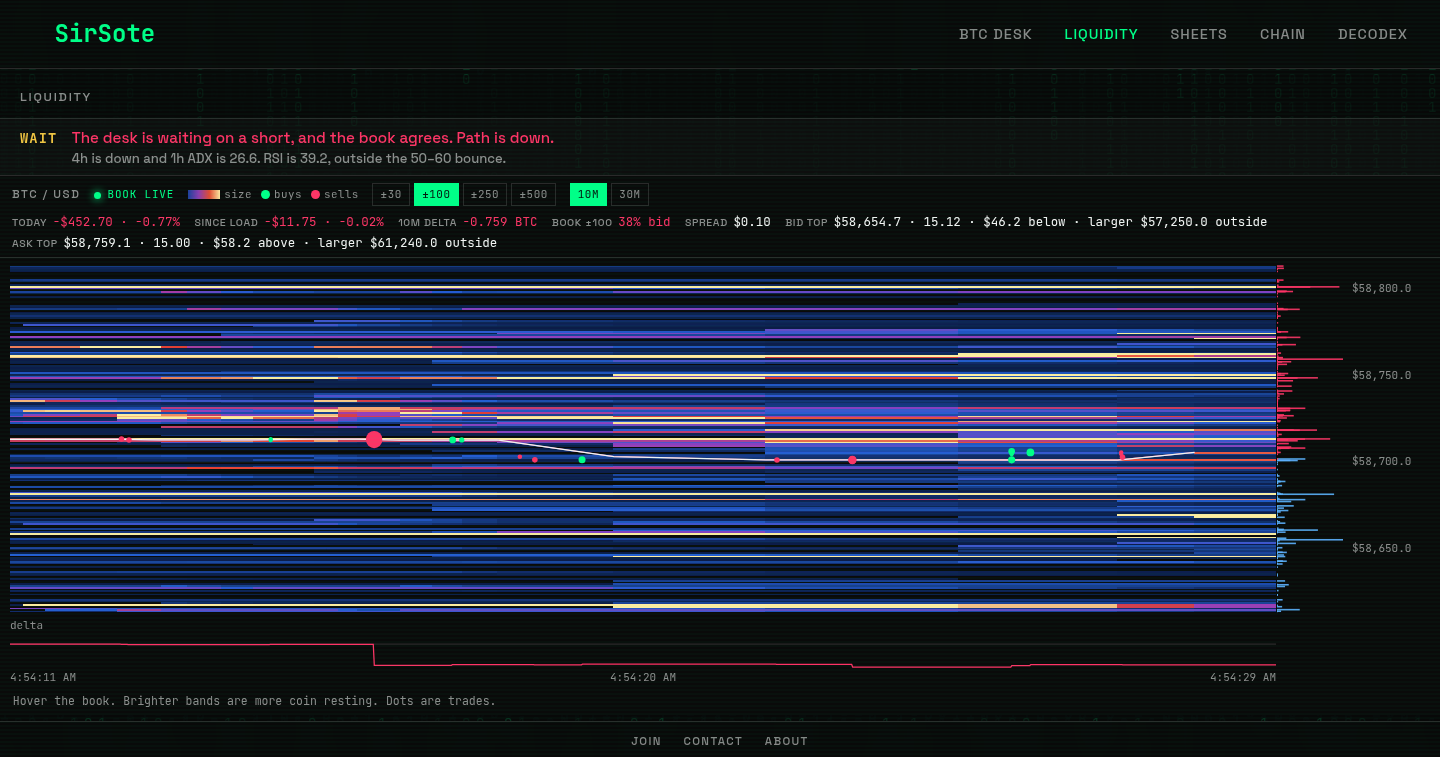 SirSote
BTC DESK LIQUIDITY SHEETS CHAIN DECODEX
LIQUIDITY
WAIT The desk is waiting on a short, and the book agrees. Path is down.
4h is down and 1h ADX is 26.6. RSI is 39.2, outside the 50–60 bounce.
BTC / USD BOOK LIVE size buys sells ±30 ±100 ±250 ±500 10M 30M
TODAY -$452.70 · -0.77% SINCE LOAD -$11.75 · -0.02% 10M DELTA -0.759 BTC BOOK ±100 38% bid SPREAD $0.10 BID TOP $58,654.7 · 15.12 · $46.2 below · larger $57,250.0 outside
ASK TOP $58,759.1 · 15.00 · $58.2 above · larger $61,240.0 outside
$58,800.0
$58,750.0
$58,700.0
$58,650.0
delta
4:54:11 AM 4:54:20 AM 4:54:29 AM
Hover the book. Brighter bands are more coin resting. Dots are trades.
JOIN CONTACT ABOUT